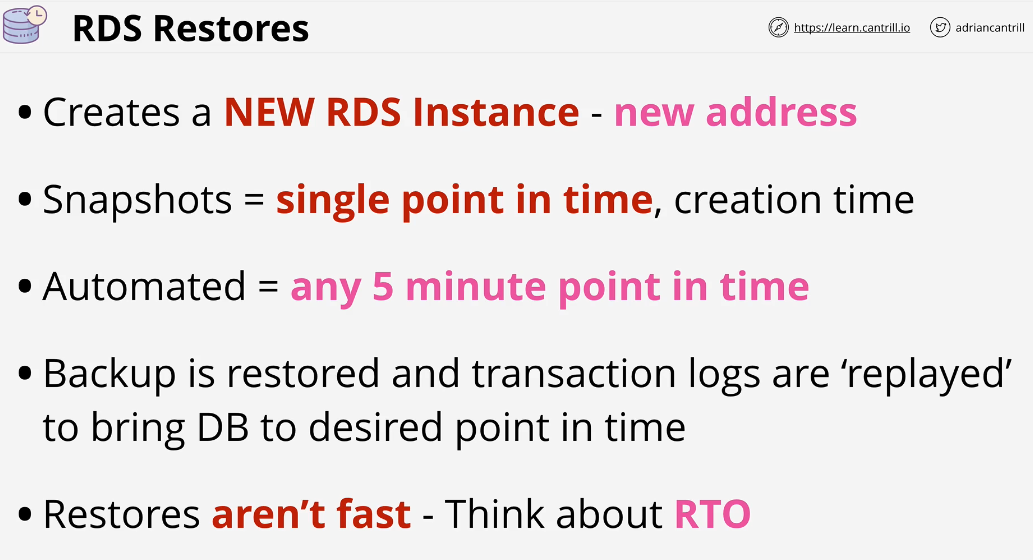 RDS Restores
https://learn.cantrill.io
adriancantrill
• Creates a NEW RDS Instance - new address
• Snapshots = single point in time, creation time
• Automated = any 5 minute point in time
• Backup is restored and transaction logs are ‘replayed’
to bring DB to desired point in time
• Restores aren’t fast - Think about RTO